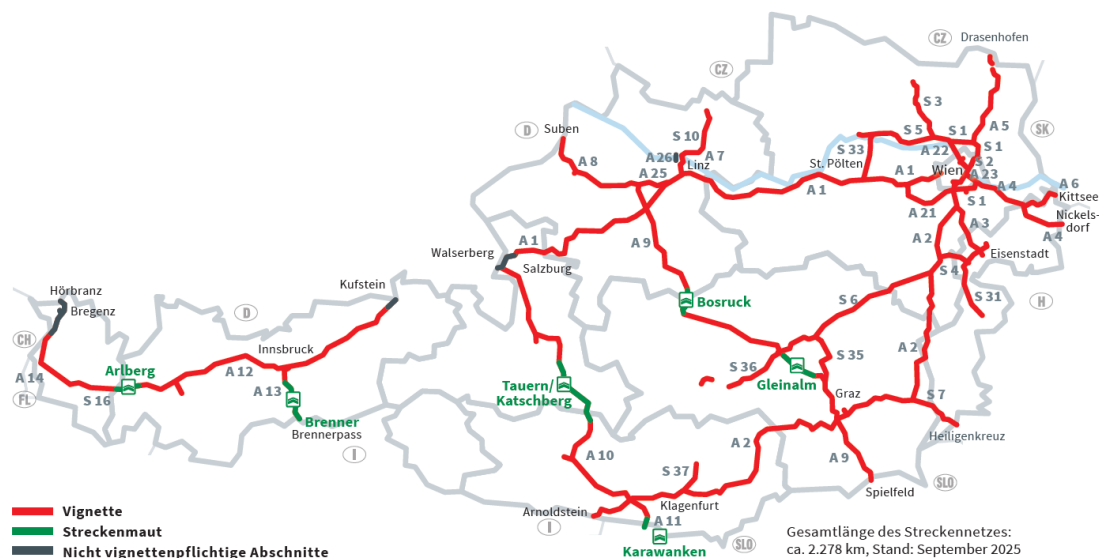 CZ
Drasenhofen
CZ
D
Suben
S 3
S 10
S 5
S 1
A 5
SK
A 8
A 26
Linz
A 7
S 33
A 22
S 1
A 25
St. Pölten
A 1
Wien
S 2
A 23
A 1
A 4
A 6
Kittsee
S 1
Nickels-
dorf
A 21
A 3
A 4
Walserberg
A 1
A 9
A 2
Salzburg
Eisenstadt
S 4
Kufstein
Hörbranz
Bregenz
D
Bosruck
S 6
H
S 31
CH
Innsbruck
Arlberg
A 12
S 35
A 2
A 14
S 36
Gleinalm
FL
S 16
A 13
Tauern/
Katschberg
Graz
S 7
Brenner
Brennerpass
Heiligenkreuz
I
A 10
A 2
A 9
S 37
SLO
Spielfeld
Klagenfurt
Arnoldstein
A 11
I
SLO
Karawanken
Vignette
Streckenmaut
Nicht vignettenpflichtige Abschnitte
Gesamtlänge des Streckennetzes:
ca. 2.278 km, Stand: September 2025